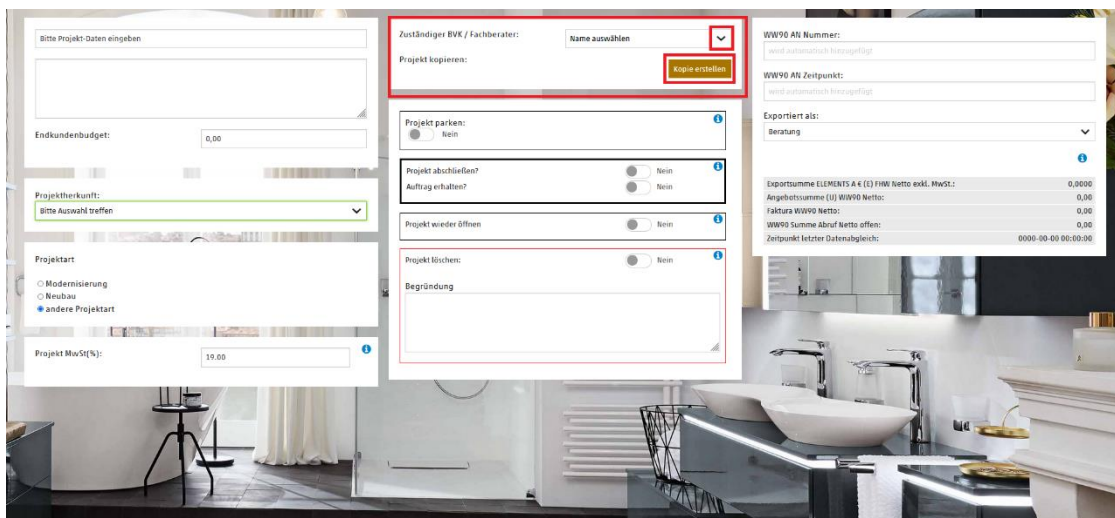 Bitte Projekt-Daten eingeben
Endkundenbudget:
0,00
Projektherkunft:
Bitte Auswahl treffen
Projektart
Modernisierung
Neubau
andere Projektart
Projekt MwSt(%):
19.00
Zuständiger BVK / Fachberater:
Name auswählen
Projekt kopieren:
Kopie erstellen
Projekt parken:
Nein
Projekt abschließen?
Nein
Auftrag erhalten?
Nein
Projekt wieder öffnen
Nein
Projekt löschen:
Nein
Begründung
WW90 AN Nummer:
wird automatisch hinzugefügt
WW90 AN Zeitpunkt:
wird automatisch hinzugefügt
Exportiert als:
Beratung
Exportsumme ELEMENTS A € (E) FHW Netto exkl. MwSt.: 0,0000
Angebotssumme (U) WW90 Netto: 0,00
Faktura WW90 Netto: 0,00
WW90 Summe Abruf Netto offen: 0,00
Zeitpunkt letzter Datenabgleich: 0000-00-00 00:00:00